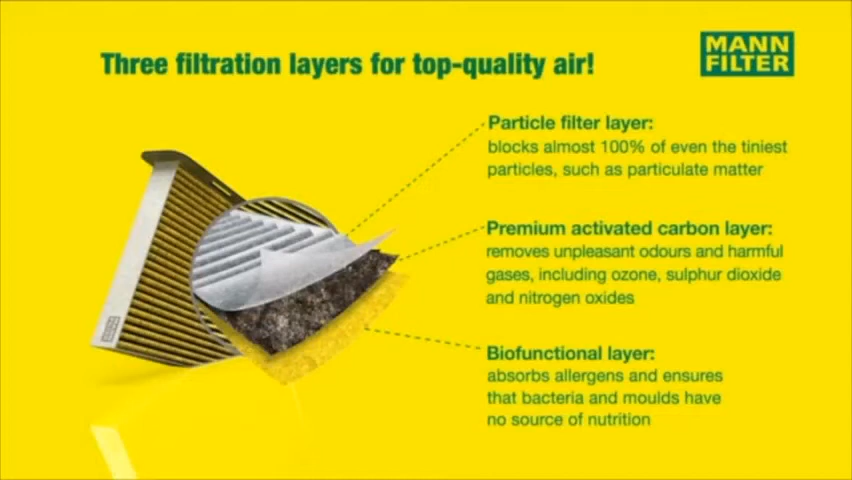 Three filtration layers for top-quality air!
MANN
FILTER
Particle filter layer:
blocks almost 100% of even the tiniest
particles, such as particulate matter
Premium activated carbon layer:
removes unpleasant odours and harmful
gases, including ozone, sulphur dioxide
and nitrogen oxides
Biofunctional layer:
absorbs allergens and ensures
that bacteria and moulds have
no source of nutrition